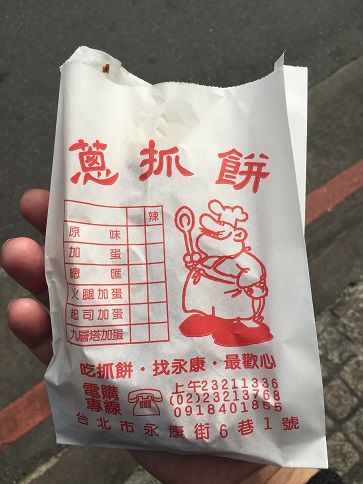 蔥抓餅
辣
原味
加蛋
總匯
火腿加蛋
起司加蛋
九層塔加蛋
吃抓餅・找永康・最歡心
電購專線
上午23211336
(02)23213768
0918401855
台北市永康街6巷1號